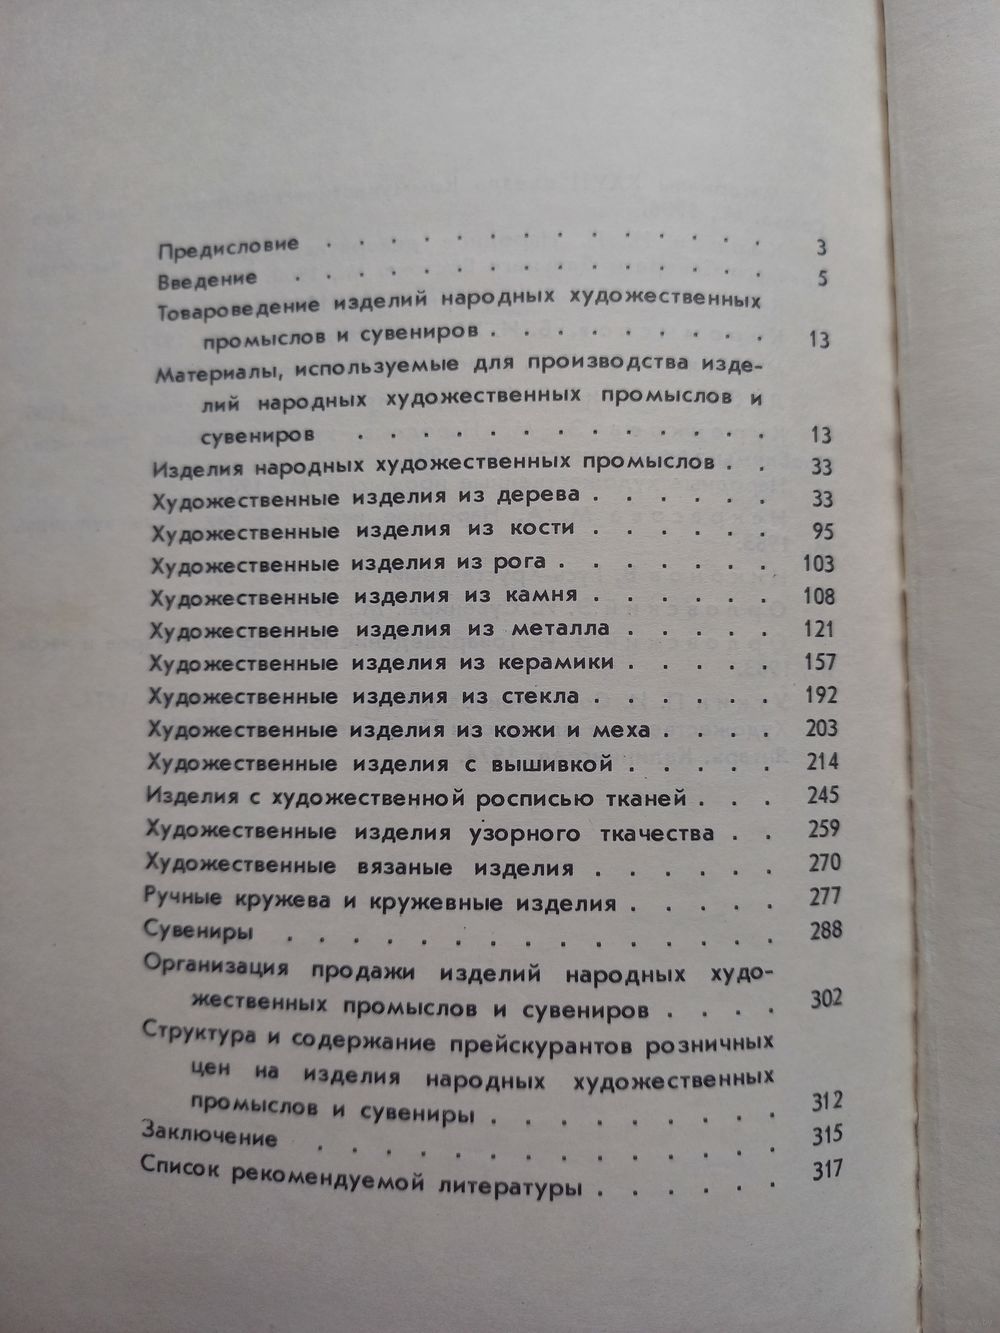 Предисловие . . . . . . . . . . . . . . 3
Введение . . . . . . . . . . . . . . . 5
Товароведение изделий народных художественных
промыслов и сувениров . . . . . . . . . 13
Материалы, используемые для производства изде-
лий народных художественных промыслов и
сувениров . . . . . . . . . . . . . 13
Изделия народных художественных промыслов . . 33
Художественные изделия из дерева . . . . . . 33
Художественные изделия из кости . . . . . . 95
Художественные изделия из рога . . . . . . . 103
Художественные изделия из камня . . . . . . 108
Художественные изделия из металла . . . . . 121
Художественные изделия из керамики . . . . . 157
Художественные изделия из стекла . . . . . . 192
Художественные изделия из кожи и меха . . . . 203
Художественные изделия с вышивкой . . . . . 214
Изделия с художественной росписью тканей . . . 245
Художественные изделия узорного ткачества . . 259
Художественные вязаные изделия . . . . . . 270
Ручные кружева и кружевные изделия . . . . . 277
Сувениры . . . . . . . . . . . . . . . 288
Организация продажи изделий народных худо-
жественных промыслов и сувениров . . . . 302
Структура и содержание прейскурантов розничных
цен на изделия народных художественных
промыслов и сувениры . . . . . . . . . 312
Заключение . . . . . . . . . . . . . . 315
Список рекомендуемой литературы . . . . . . 317